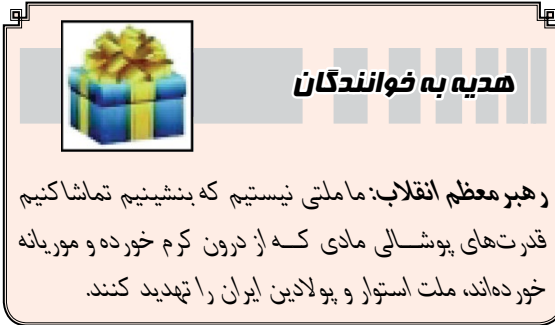 هدیه به خوانندگان
رهبر معظم انقلاب: ما ملتی نیستیم که بنشینیم تماشا کنیم
قدرت‌های پوشالی مادی کــه از درون کرم خورده و موریانه
خورده‌اند، ملت استوار و پولادین ایران را تهدید کنند.